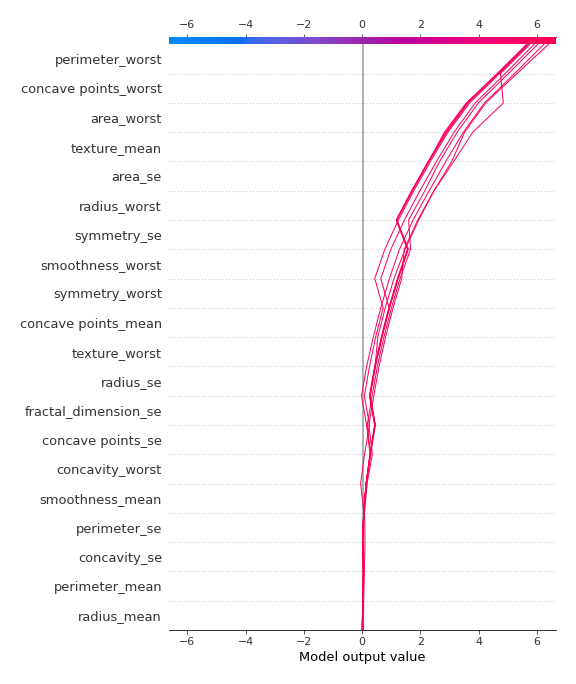 −6 −4 −2 0 2 4 6
perimeter_worst
concave points_worst
area_worst
texture_mean
area_se
radius_worst
symmetry_se
smoothness_worst
symmetry_worst
concave points_mean
texture_worst
radius_se
fractal_dimension_se
concave points_se
concavity_worst
smoothness_mean
perimeter_se
concavity_se
perimeter_mean
radius_mean
−6 −4 −2 0 2 4 6
Model output value